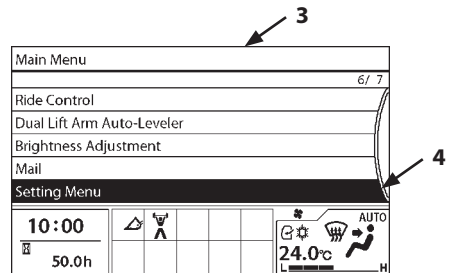 3
Main Menu
6/ 7
Ride Control
Dual Lift Arm Auto-Leveler
Brightness Adjustment
Mail
4
Setting Menu
10:00
AUTO
50.0h
24.0℃
L H